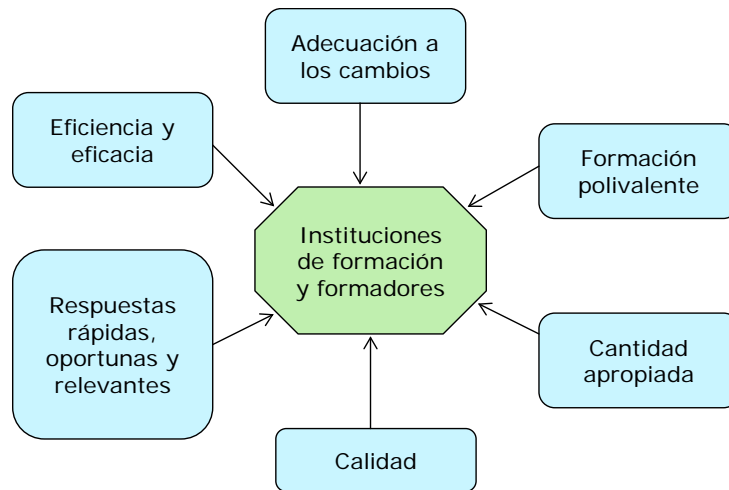 Adecuación a
los cambios
Eficiencia y
eficacia
Formación
polivalente
Instituciones
de formación
y formadores
Respuestas
rápidas,
oportunas y
relevantes
Cantidad
apropiada
Calidad